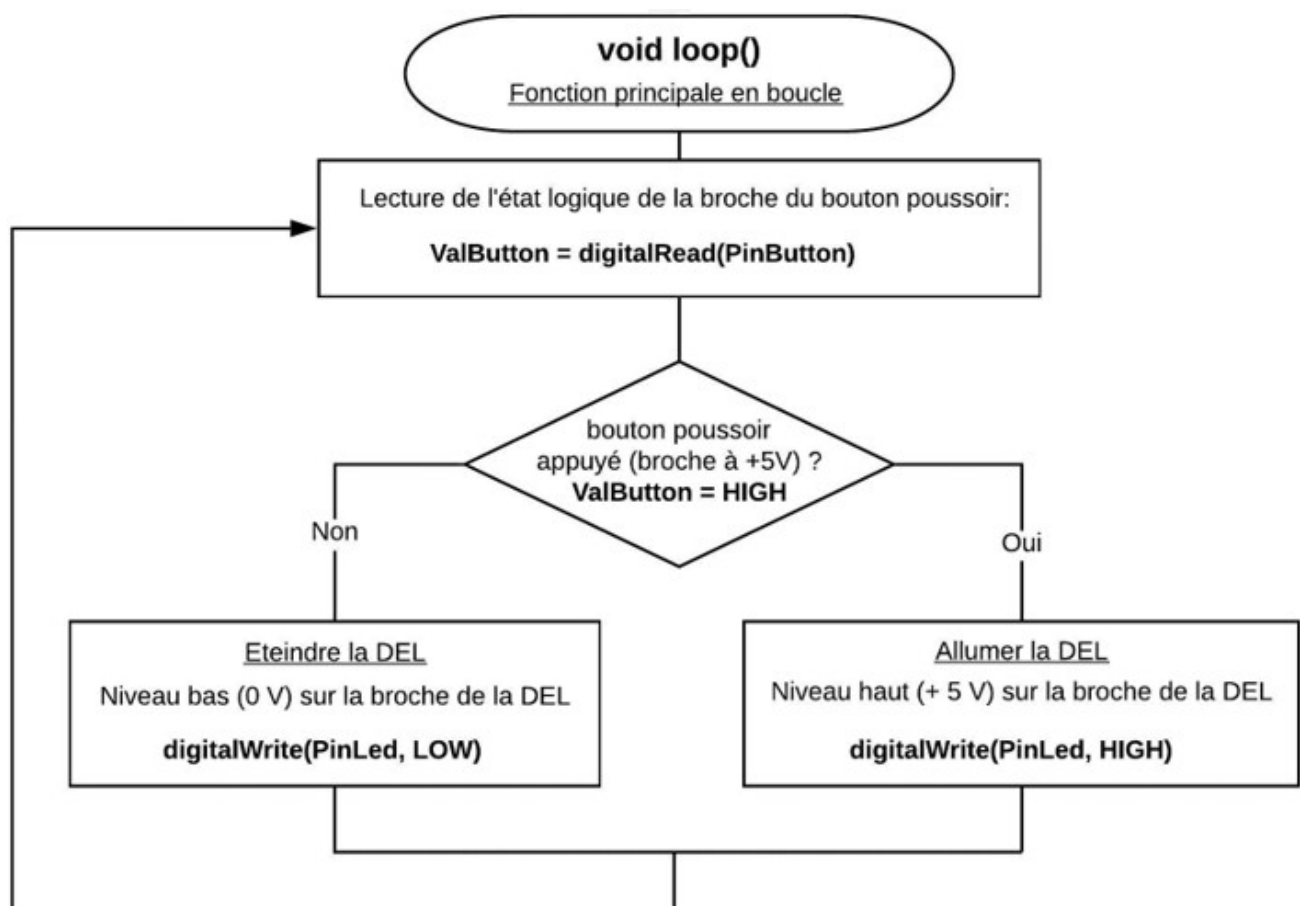 void loop()
Fonction principale en boucle
Lecture de l'état logique de la broche du bouton poussoir:
ValButton = digitalRead(PinButton)
bouton poussoir
appuyé (broche à +5V) ?
ValButton = HIGH
Non
Oui
Eteindre la DEL
Niveau bas (0 V) sur la broche de la DEL
digitalWrite(PinLed, LOW)
Allumer la DEL
Niveau haut (+ 5 V) sur la broche de la DEL
digitalWrite(PinLed, HIGH)